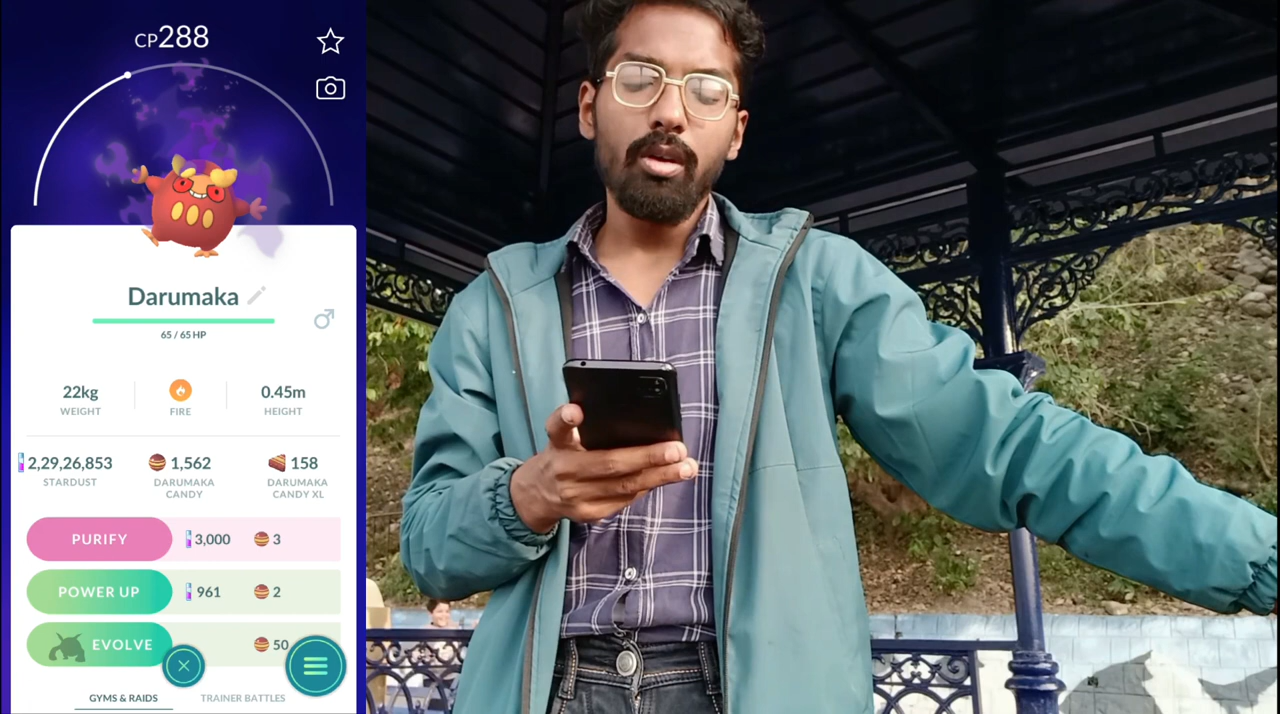 CP288
Darumaka
65 / 65 HP
22kg
WEIGHT
FIRE
0.45m
HEIGHT
2,29,26,853
STARDUST
1,562
DARUMAKA
CANDY
158
DARUMAKA
CANDY XL
PURIFY 3,000 3
POWER UP 961 2
EVOLVE 50
GYMS & RAIDS TRAINER BATTLES